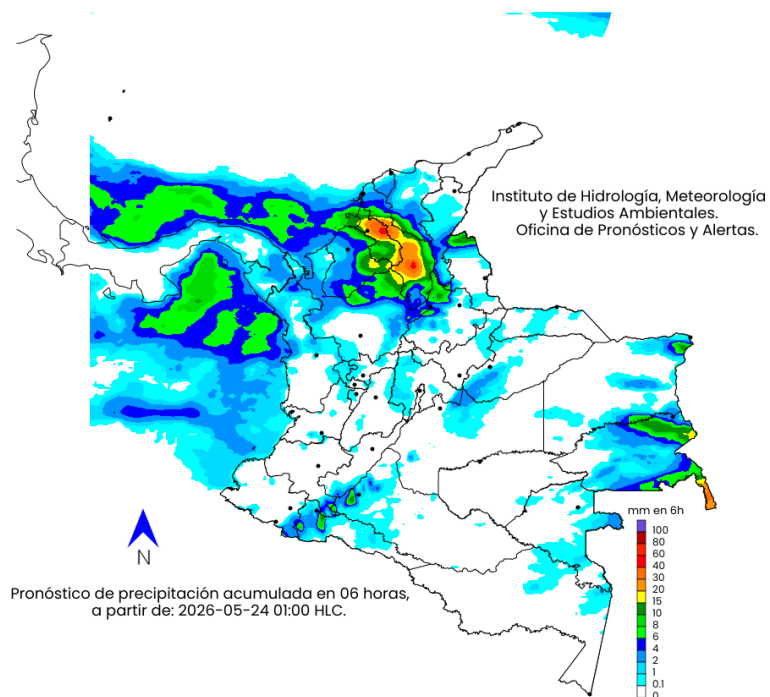 Instituto de Hidrología, Meteorología
y Estudios Ambientales.
Oficina de Pronósticos y Alertas.
N
Pronóstico de precipitación acumulada en 06 horas,
a partir de: 2026-05-24 01:00 HLC.
mm en 6h
100
80
60
40
30
20
15
10
8
6
4
2
1
0.1
0